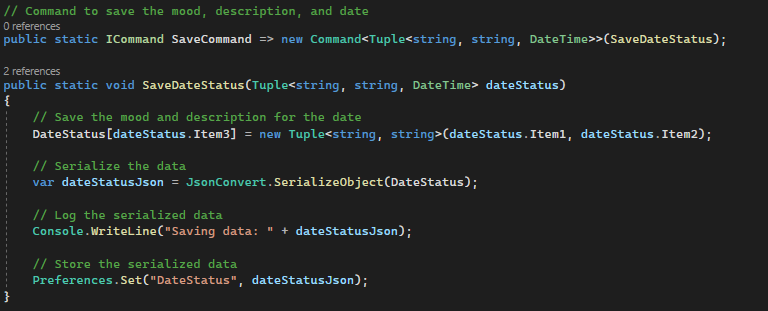 // Command to save the mood, description, and date
0 references
public static ICommand SaveCommand => new Command<Tuple<string, string, DateTime>>(SaveDateStatus);
2 references
public static void SaveDateStatus(Tuple<string, string, DateTime> dateStatus)
{
// Save the mood and description for the date
DateStatus[dateStatus.Item3] = new Tuple<string, string>(dateStatus.Item1, dateStatus.Item2);
// Serialize the data
var dateStatusJson = JsonConvert.SerializeObject(DateStatus);
// Log the serialized data
Console.WriteLine("Saving data: " + dateStatusJson);
// Store the serialized data
Preferences.Set("DateStatus", dateStatusJson);
}